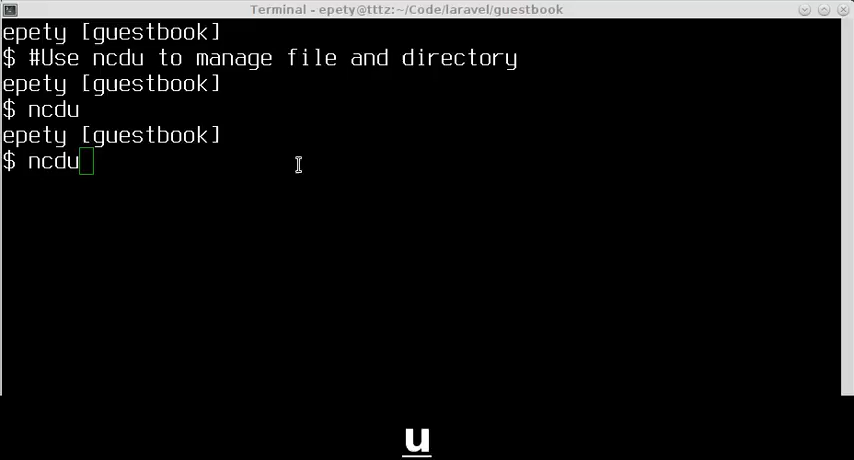 Terminal - epety@tttz:~/Code/laravel/guestbook
epety [guestbook]
$ #Use ncdu to manage file and directory
epety [guestbook]
$ ncdu
epety [guestbook]
$ ncdu
u